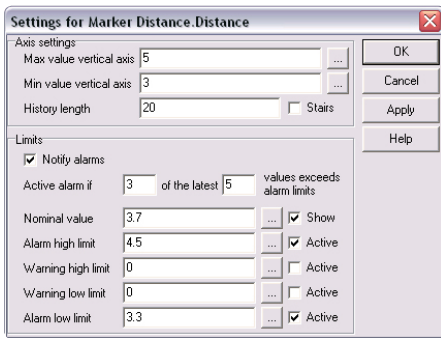 Settings for Marker Distance.Distance
Axis settings
Max value vertical axis 5 ...
Min value vertical axis 3 ...
History length 20 Stairs
OK
Cancel
Apply
Help
Limits
Notify alarms
Active alarm if 3 of the latest 5 values exceeds
alarm limits
Nominal value 3.7 ... Show
Alarm high limit 4.5 ... Active
Warning high limit 0 ... Active
Warning low limit 0 ... Active
Alarm low limit 3.3 ... Active